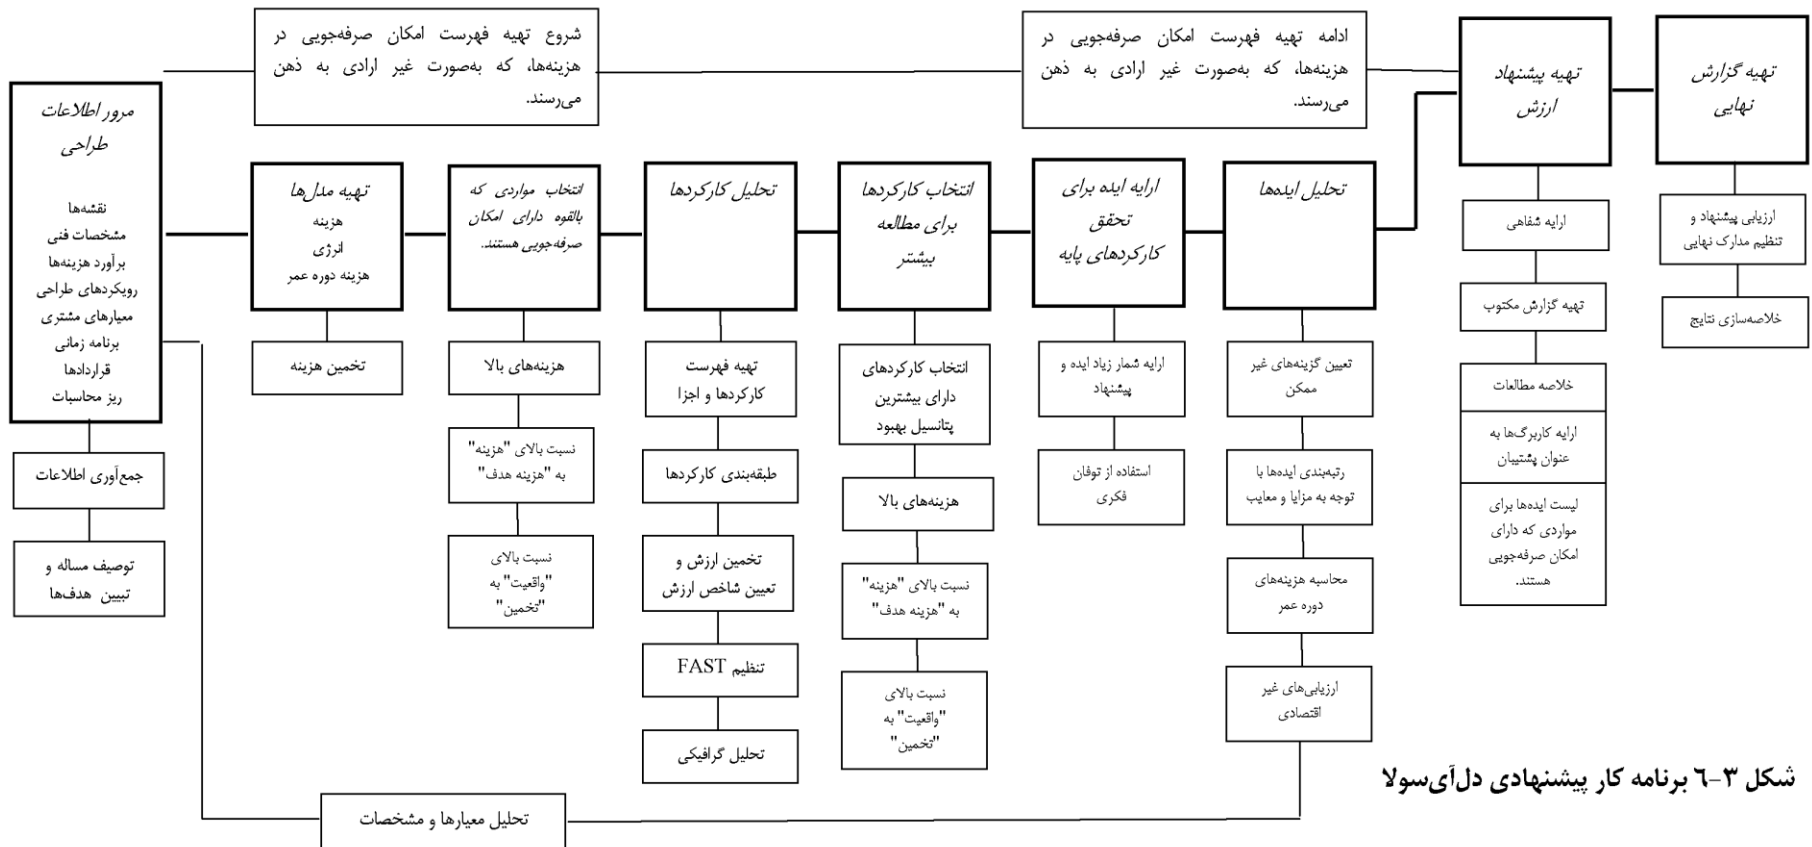 شروع تهیه فهرست امکان صرفه‌جویی در
هزینه‌ها، که به‌صورت غیر ارادی به ذهن
می‌رسند.
ادامه تهیه فهرست امکان صرفه‌جویی در
هزینه‌ها، که به‌صورت غیر ارادی به ذهن
می‌رسند.
مرور اطلاعات
طراحی
نقشه‌ها
مشخصات فنی
برآورد هزینه‌ها
رویکردهای طراحی
معیارهای مشتری
برنامه زمانی
قراردادها
ریز محاسبات
جمع‌آوری اطلاعات
توصیف مساله و
تبیین هدف‌ها
تهیه مدل‌ها
هزینه
انرژی
هزینه دوره عمر
تخمین هزینه
انتخاب مواردی که
بالقوه دارای امکان
صرفه‌جویی هستند.
هزینه‌های بالا
نسبت بالای "هزینه"
به "هزینه هدف"
نسبت بالای
"واقعیت" به
"تخمین"
تحلیل کارکردها
تهیه فهرست
کارکردها و اجزا
طبقه‌بندی کارکردها
تخمین ارزش و
تعیین شاخص ارزش
تنظیم FAST
تحلیل گرافیکی
انتخاب کارکردها
برای مطالعه
بیشتر
انتخاب کارکردهای
دارای بیشترین
پتانسیل بهبود
هزینه‌های بالا
نسبت بالای "هزینه"
به "هزینه هدف"
نسبت بالای
"واقعیت" به
"تخمین"
ارایه ایده برای
تحقق
کارکردهای پایه
ارایه شمار زیاد ایده و
پیشنهاد
استفاده از توفان
فکری
تحلیل ایده‌ها
تعیین گزینه‌های غیر
ممکن
رتبه‌بندی ایده‌ها با
توجه به مزایا و معایب
محاسبه هزینه‌های
دوره عمر
ارزیابی‌های غیر
اقتصادی
تهیه پیشنهاد
ارزش
ارایه شفاهی
تهیه گزارش مکتوب
خلاصه مطالعات
ارایه کاربرگ‌ها به
عنوان پشتیبان
لیست ایده‌ها برای
مواردی که دارای
امکان صرفه‌جویی
هستند.
تهیه گزارش
نهایی
ارزیابی پیشنهاد و
تنظیم مدارک نهایی
خلاصه‌سازی نتایج
تحلیل معیارها و مشخصات
شکل ۳-۶ برنامه کار پیشنهادی دل‌آی‌سولا